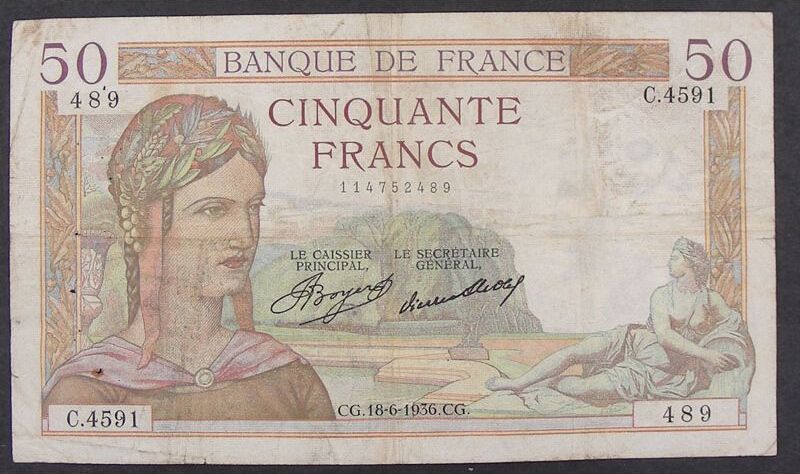 50 BANQUE DE FRANCE 50
489 C.4591
CINQUANTE
FRANCS
114752489
LE CAISSIER
PRINCIPAL,
LE SECRÉTAIRE
GÉNÉRAL,
C.4591 CG.18-6-1936.CG. 489